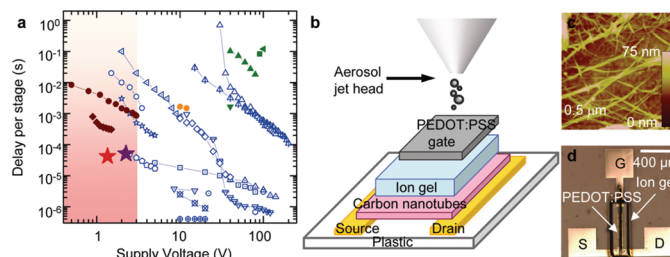 a
Delay per stage (s)
10⁰
10⁻¹
10⁻²
10⁻³
10⁻⁴
10⁻⁵
10⁻⁶
1
10
100
Supply Voltage (V)
b
Aerosol
jet head
PEDOT:PSS
gate
Ion gel
Carbon nanotubes
Source
Drain
Plastic
c
75 nm
0.5 μm
0 nm
d
G
400 μm
Ion gel
PEDOT:PSS
S
D